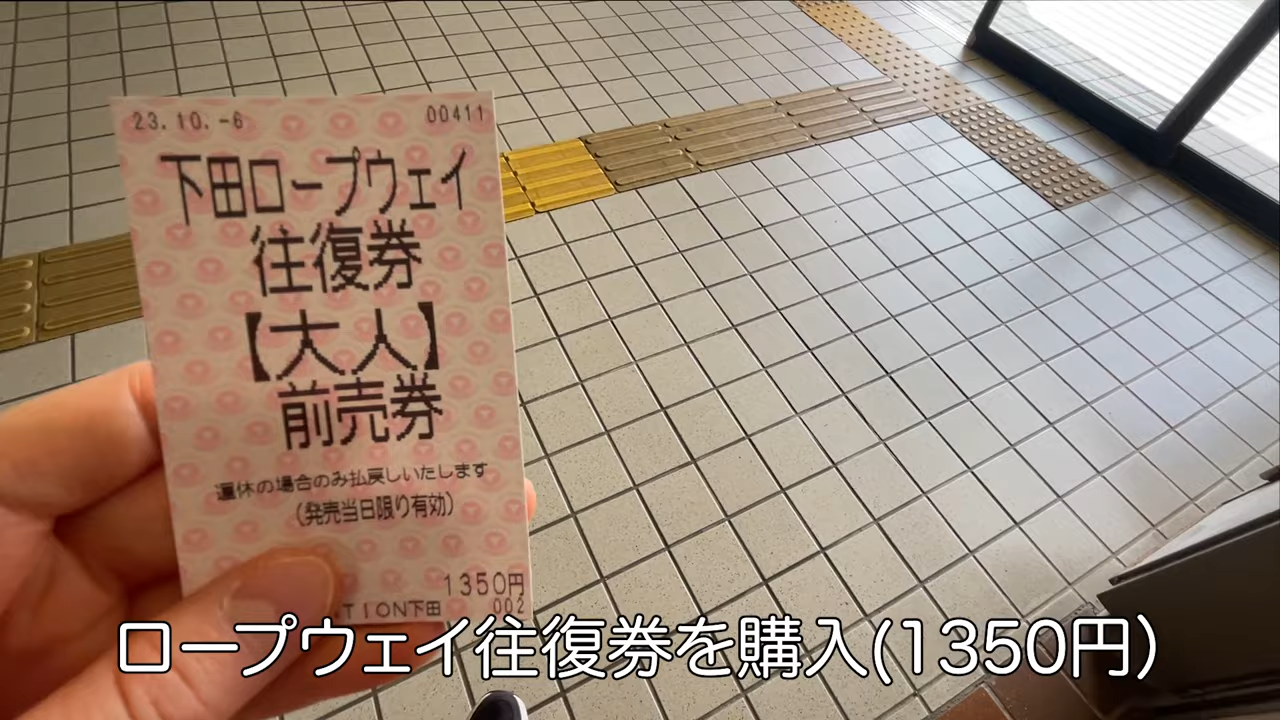 23.10.-6 00411
下田ロープウェイ
往復券
【大人】
前売券
運休の場合のみ払戻しいたします
(発売当日限り有効)
1350円
TION下田 002
ロープウェイ往復券を購入(1350円)